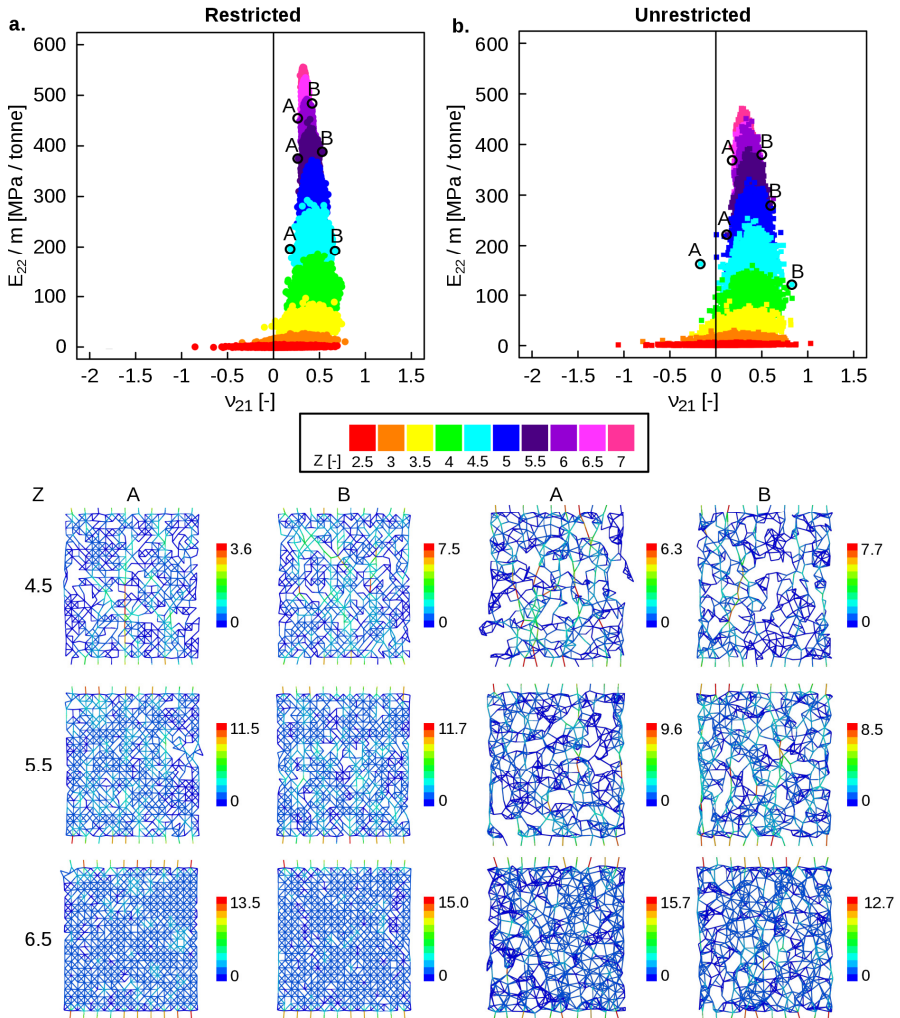 a.
Restricted
E22 / m [MPa / tonne]
600
500
400
300
200
100
0
A
B
A
B
A
B
-2 -1.5 -1 -0.5 0 0.5 1 1.5
ν21 [-]
b.
Unrestricted
E22 / m [MPa / tonne]
600
500
400
300
200
100
0
A
B
B
A
A
B
-2 -1.5 -1 -0.5 0 0.5 1 1.5
ν21 [-]
Z [-] 2.5 3 3.5 4 4.5 5 5.5 6 6.5 7
Z A B A B
4.5
3.6
0
7.5
0
6.3
0
7.7
0
5.5
11.5
0
11.7
0
9.6
0
8.5
0
6.5
13.5
0
15.0
0
15.7
0
12.7
0